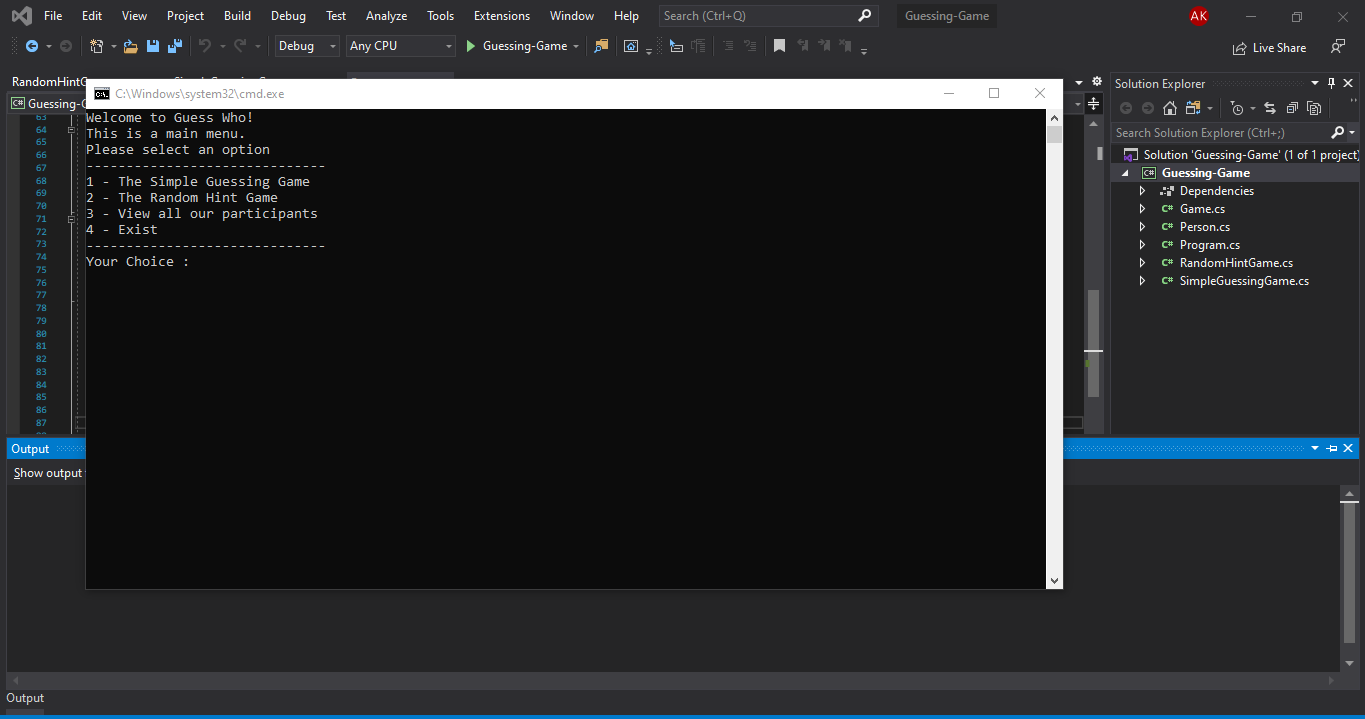 File Edit View Project Build Debug Test Analyze Tools Extensions Window Help Search (Ctrl+Q) Guessing-Game AK
Debug Any CPU Guessing-Game Live Share
RandomHintG
Solution Explorer
C:\Windows\system32\cmd.exe
C# Guessing-G
Search Solution Explorer (Ctrl+;)
Solution 'Guessing-Game' (1 of 1 project)
C# Guessing-Game
Dependencies
C# Game.cs
C# Person.cs
C# Program.cs
C# RandomHintGame.cs
C# SimpleGuessingGame.cs
63
64
65
66
67
68
69
70
71
72
73
74
75
76
77
78
79
80
81
82
83
84
85
86
87
Welcome to Guess Who!
This is a main menu.
Please select an option
------------------------------
1 - The Simple Guessing Game
2 - The Random Hint Game
3 - View all our participants
4 - Exist
------------------------------
Your Choice :
Output
Show output
Output